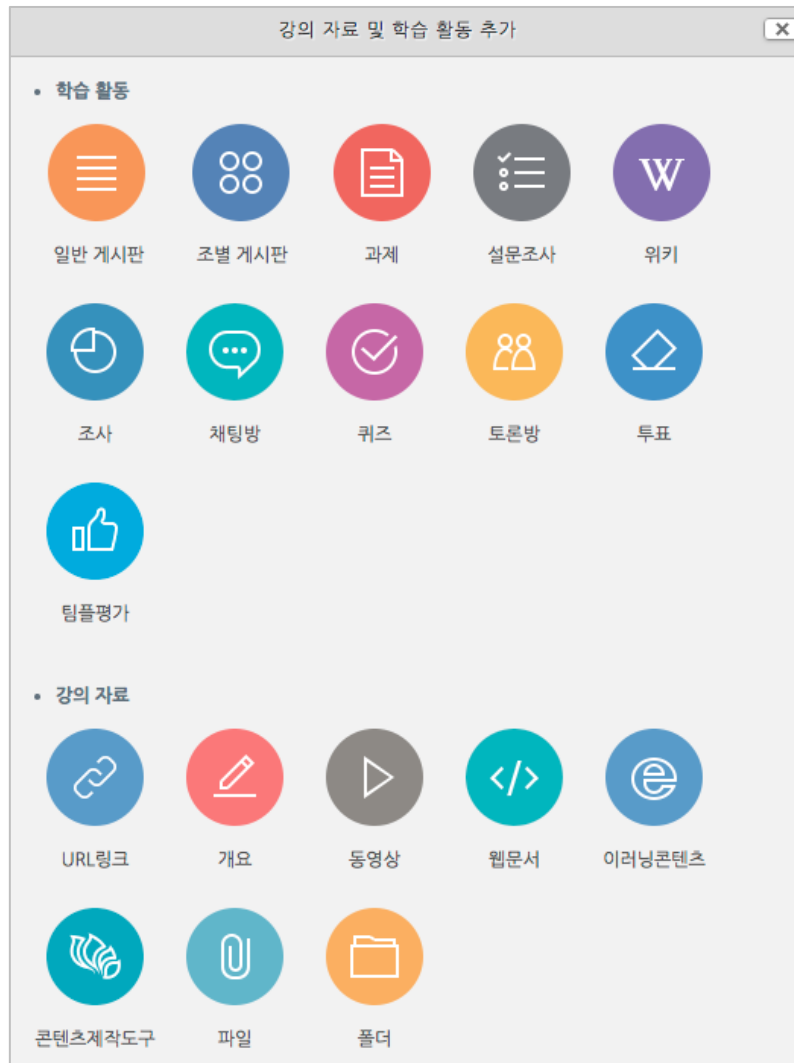 강의 자료 및 학습 활동 추가
학습 활동
일반 게시판 조별 게시판 과제 설문조사 위키
조사 채팅방 퀴즈 토론방 투표
팀플평가
강의 자료
URL링크 개요 동영상 웹문서 이러닝콘텐츠
콘텐츠제작도구 파일 폴더